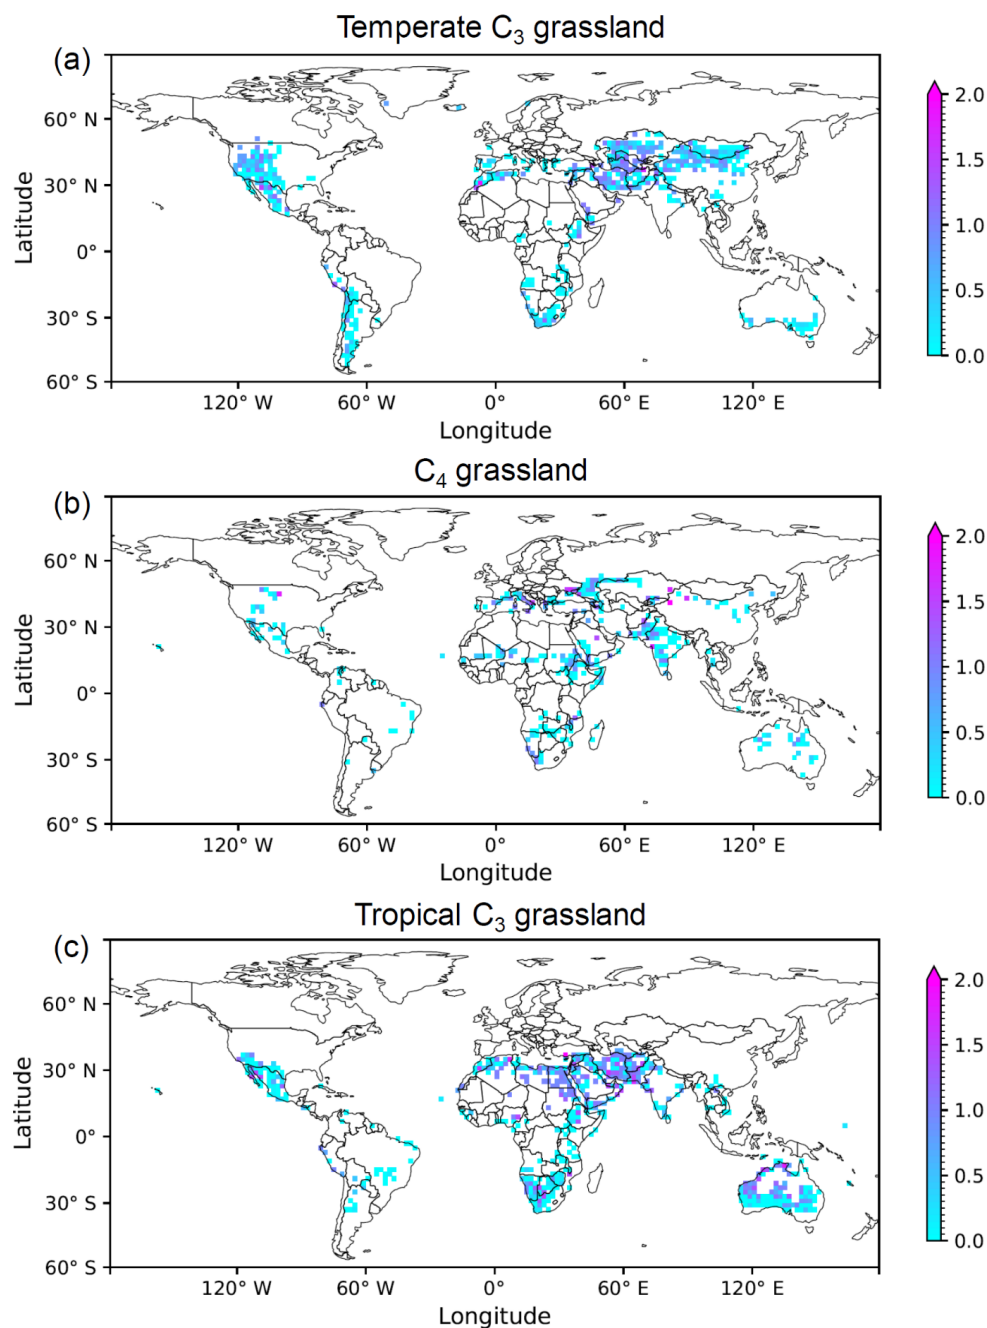 Temperate C₃ grassland
(a)
60° N
30° N
0°
30° S
60° S
Latitude
120° W 60° W 0° 60° E 120° E
Longitude
2.0
1.5
1.0
0.5
0.0
C₄ grassland
(b)
60° N
30° N
0°
30° S
60° S
Latitude
120° W 60° W 0° 60° E 120° E
Longitude
2.0
1.5
1.0
0.5
0.0
Tropical C₃ grassland
(c)
60° N
30° N
0°
30° S
60° S
Latitude
120° W 60° W 0° 60° E 120° E
Longitude
2.0
1.5
1.0
0.5
0.0